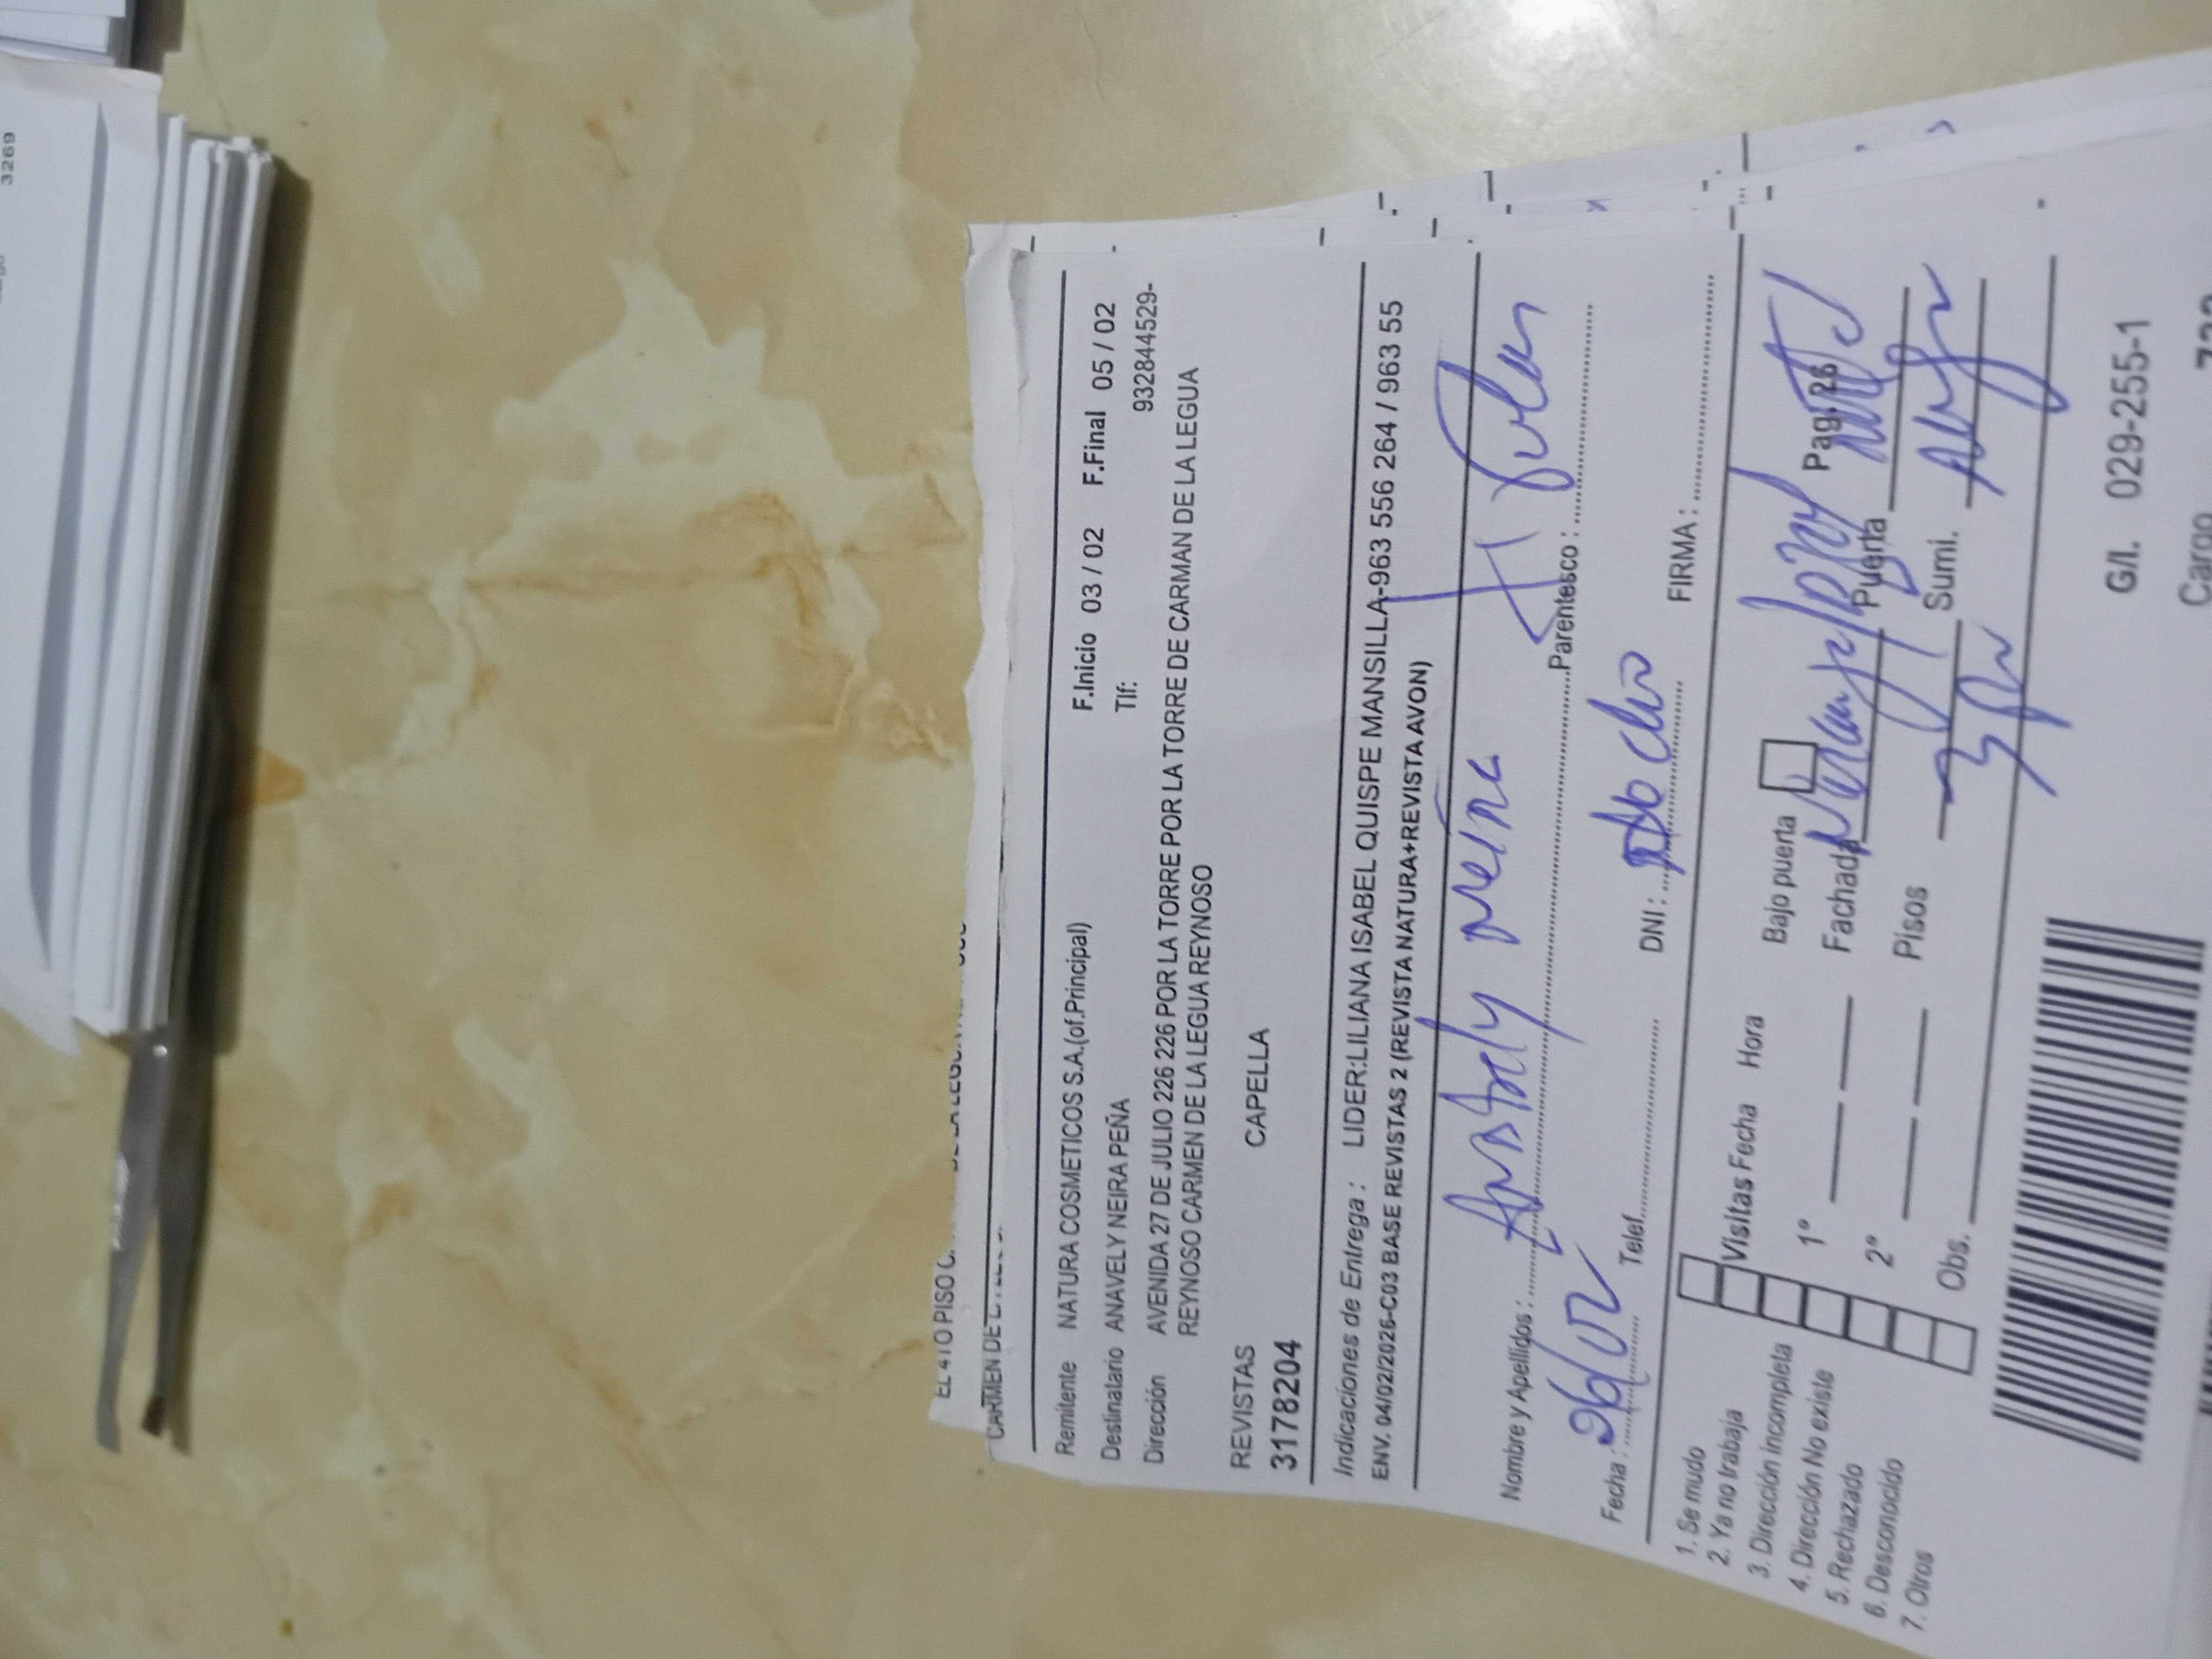 3269
EL 4TO PISO
CARMEN DE
Remitente NATURA COSMETICOS S.A.(of.Principal) F.Inicio 03 / 02 F.Final 05 / 02
Destinatario ANAVELY NEIRA PEÑA Tlf: 932844529-
Dirección AVENIDA 27 DE JULIO 226 226 POR LA TORRE POR LA TORRE DE CARMAN DE LA LEGUA
REYNOSO CARMEN DE LA LEGUA REYNOSO
REVISTAS CAPELLA
3178204
Indicaciones de Entrega : LIDER:LILIANA ISABEL QUISPE MANSILLA-963 556 264 / 963 55
ENV. 04/02/2026-C03 BASE REVISTAS 2 (REVISTA NATURA+REVISTA AVON)
Nombre y Apellidos : Parentesco :
Fecha : Telef. DNI : FIRMA :
1. Se mudo
2. Ya no trabaja
3. Dirección incompleta
4. Dirección No existe
5. Rechazado
6. Desconocido
7. Otros
Visitas Fecha Hora Bajo puerta
1° Fachada Puerta Pag. 26
2° Pisos Sumi.
Obs.
G/I. 029-255-1
Cargo